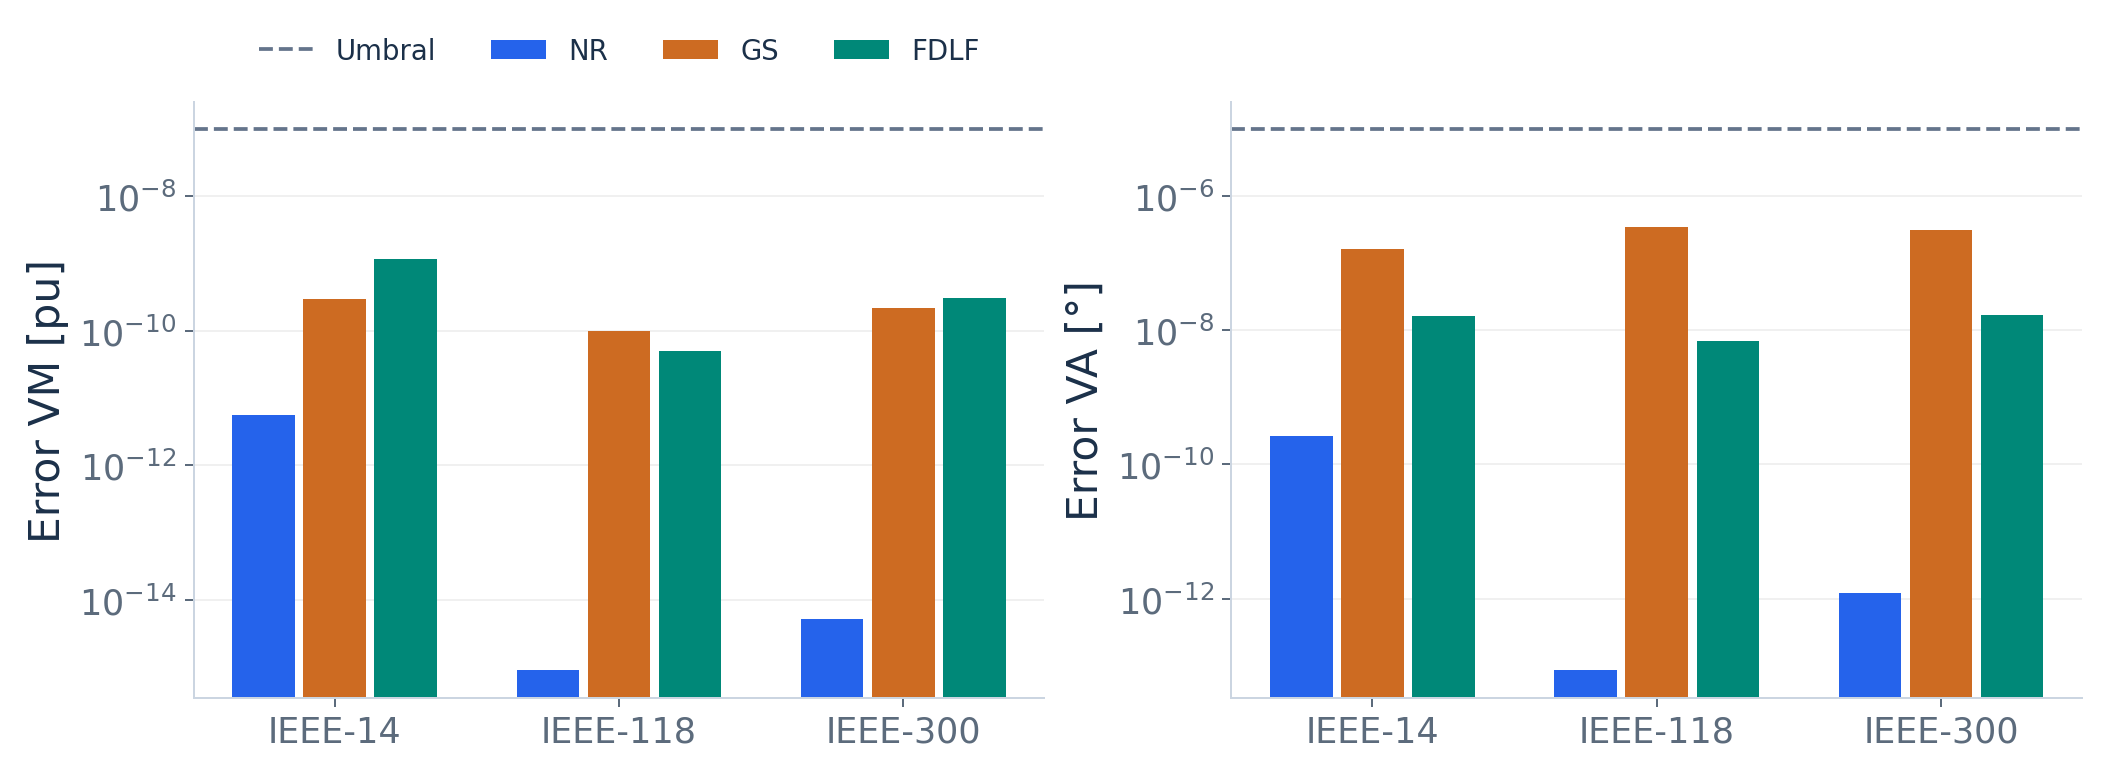 Umbral NR GS FDLF
Error VM [pu]
10⁻⁸
10⁻¹⁰
10⁻¹²
10⁻¹⁴
IEEE-14 IEEE-118 IEEE-300
Error VA [°]
10⁻⁶
10⁻⁸
10⁻¹⁰
10⁻¹²
IEEE-14 IEEE-118 IEEE-300